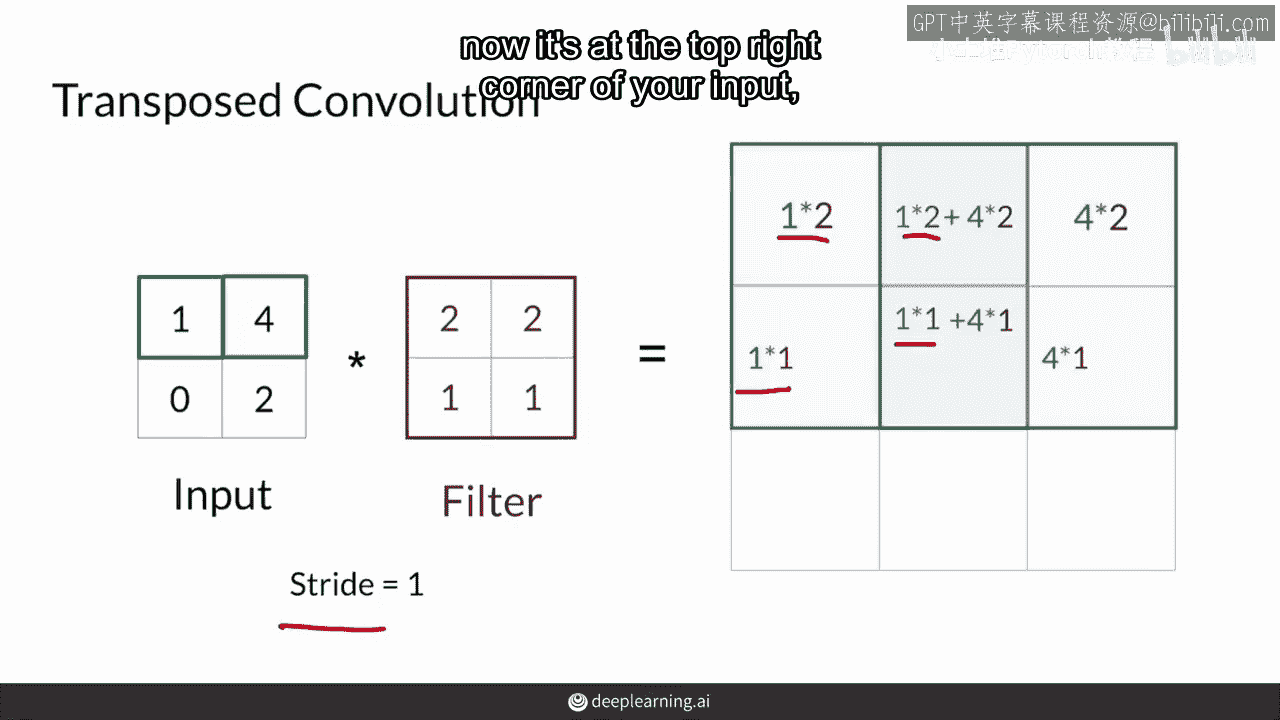 GPT中英字幕课程资源@bilibili.com
now it's at the top right
corner of your input,
Transposed Convolution
1*2
1*2 + 4*2
4*2
1 4
2 2
1*1
1*1 +4*1
4*1
*
=
0 2
1 1
Input
Filter
Stride = 1
deeplearning.ai